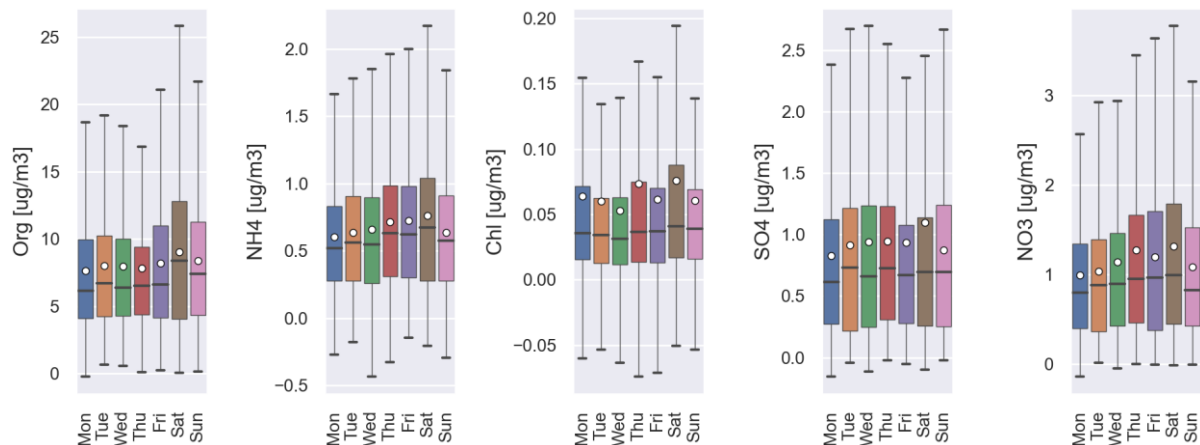 Org [ug/m3]
25
20
15
10
5
0
Mon
Tue
Wed
Thu
Fri
Sat
Sun
NH4 [ug/m3]
2.0
1.5
1.0
0.5
0.0
−0.5
Mon
Tue
Wed
Thu
Fri
Sat
Sun
Chl [ug/m3]
0.20
0.15
0.10
0.05
0.00
−0.05
Mon
Tue
Wed
Thu
Fri
Sat
Sun
SO4 [ug/m3]
2.5
2.0
1.5
1.0
0.5
0.0
Mon
Tue
Wed
Thu
Fri
Sat
Sun
NO3 [ug/m3]
3
2
1
0
Mon
Tue
Wed
Thu
Fri
Sat
Sun